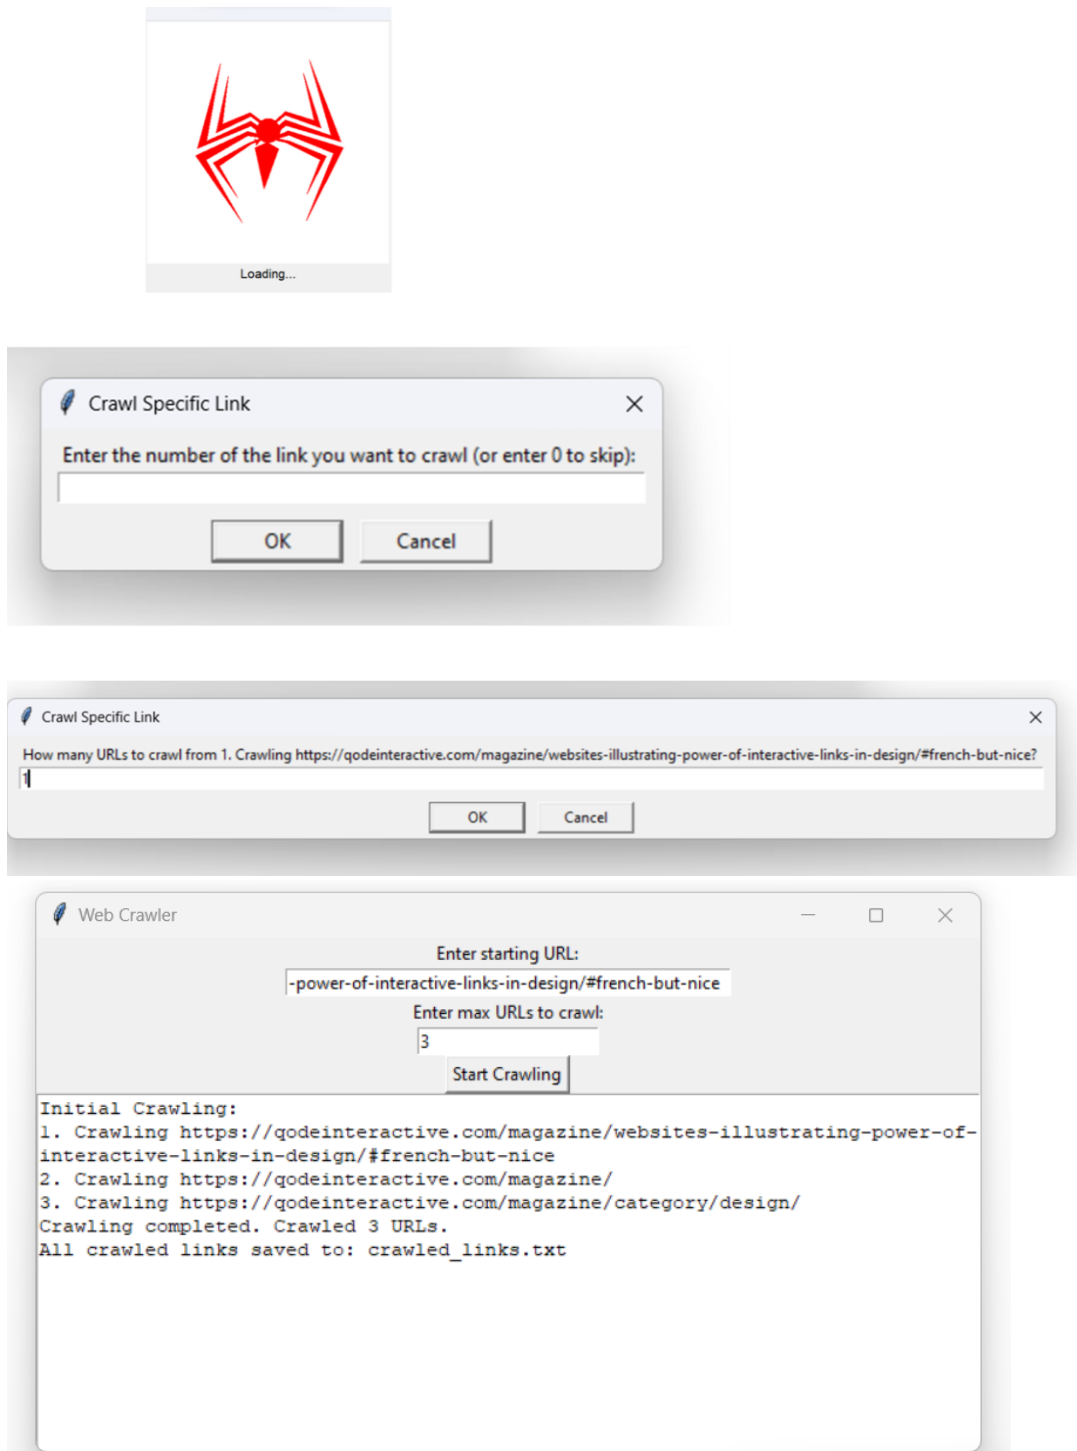 Loading...
Crawl Specific Link
Enter the number of the link you want to crawl (or enter 0 to skip):
OK Cancel
Crawl Specific Link
How many URLs to crawl from 1. Crawling https://qodeinteractive.com/magazine/websites-illustrating-power-of-interactive-links-in-design/#french-but-nice?
1
OK Cancel
Web Crawler
Enter starting URL:
-power-of-interactive-links-in-design/#french-but-nice
Enter max URLs to crawl:
3
Start Crawling
Initial Crawling:
1. Crawling https://qodeinteractive.com/magazine/websites-illustrating-power-of-
interactive-links-in-design/#french-but-nice
2. Crawling https://qodeinteractive.com/magazine/
3. Crawling https://qodeinteractive.com/magazine/category/design/
Crawling completed. Crawled 3 URLs.
All crawled links saved to: crawled_links.txt